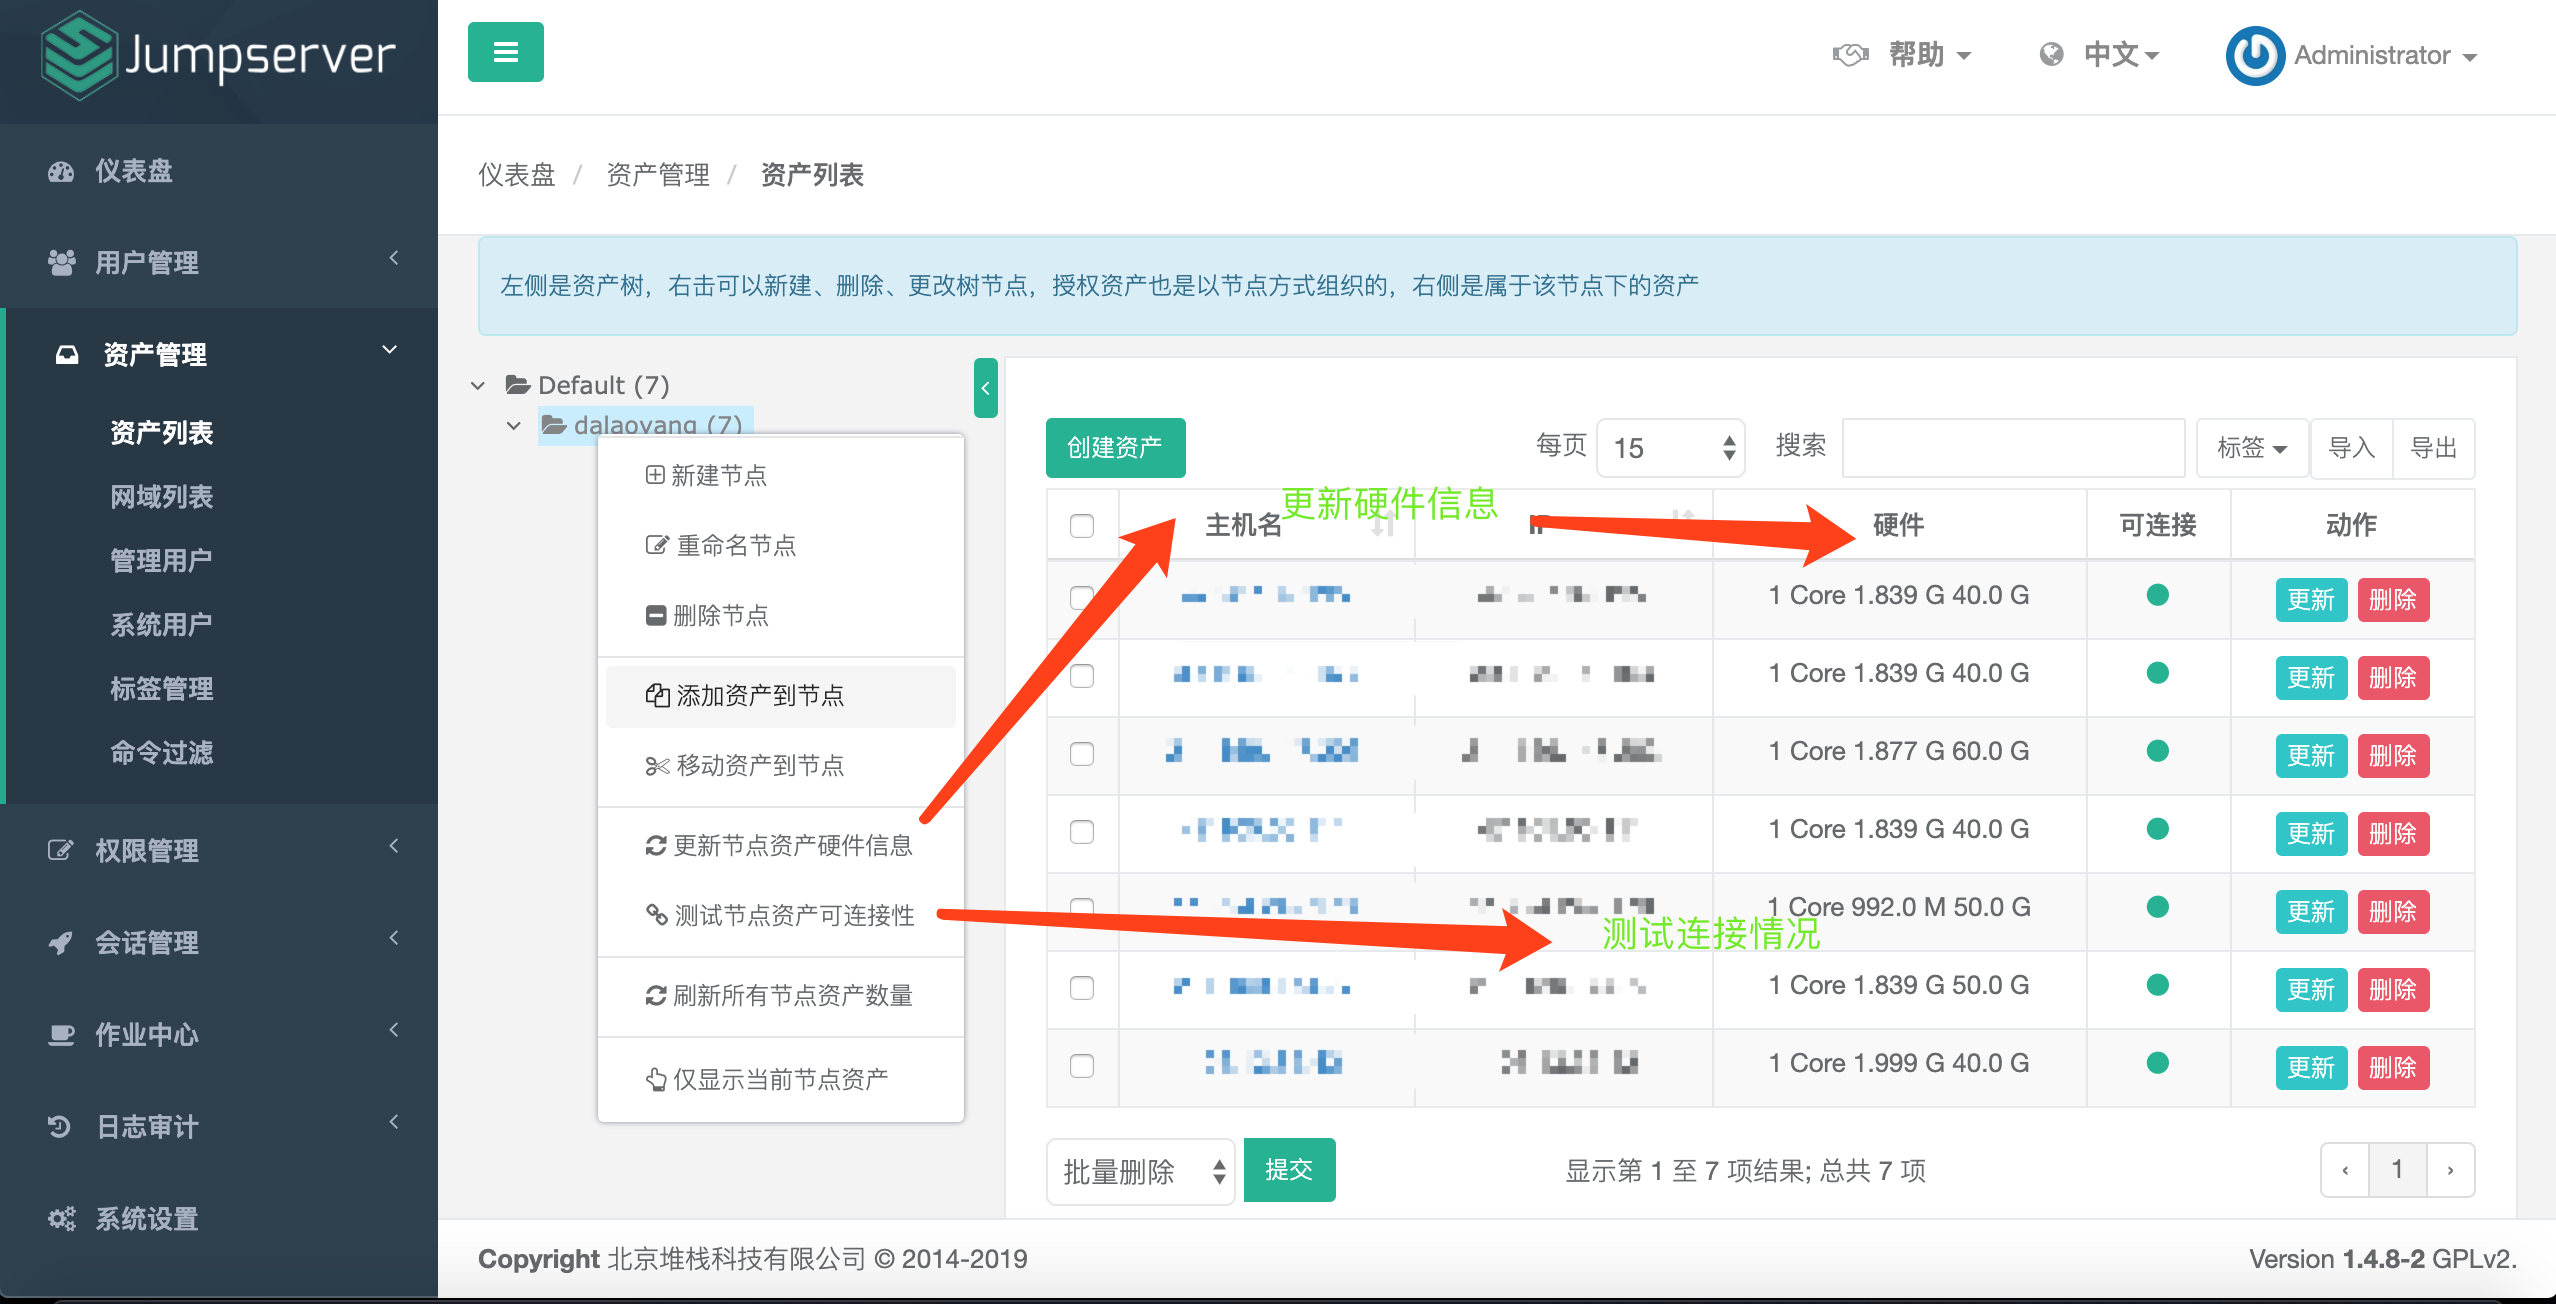 Jumpserver
帮助
中文
Administrator
仪表盘
用户管理
资产管理
资产列表
网域列表
管理用户
系统用户
标签管理
命令过滤
权限管理
会话管理
作业中心
日志审计
系统设置
仪表盘 / 资产管理 / 资产列表
左侧是资产树，右击可以新建、删除、更改树节点，授权资产也是以节点方式组织的，右侧是属于该节点下的资产
Default (7)
dalaoyang (7)
新建节点
重命名节点
删除节点
添加资产到节点
移动资产到节点
更新节点资产硬件信息
测试节点资产可连接性
刷新所有节点资产数量
仅显示当前节点资产
创建资产
每页 15 搜索 标签 导入 导出
更新硬件信息
主机名 硬件 可连接 动作
1 Core 1.839 G 40.0 G 更新 删除
1 Core 1.839 G 40.0 G 更新 删除
1 Core 1.877 G 60.0 G 更新 删除
1 Core 1.839 G 40.0 G 更新 删除
1 Core 992.0 M 50.0 G 更新 删除
测试连接情况
1 Core 1.839 G 50.0 G 更新 删除
1 Core 1.999 G 40.0 G 更新 删除
批量删除 提交 显示第 1 至 7 项结果; 总共 7 项 ‹ 1 ›
Copyright 北京堆栈科技有限公司 © 2014-2019
Version 1.4.8-2 GPLv2.